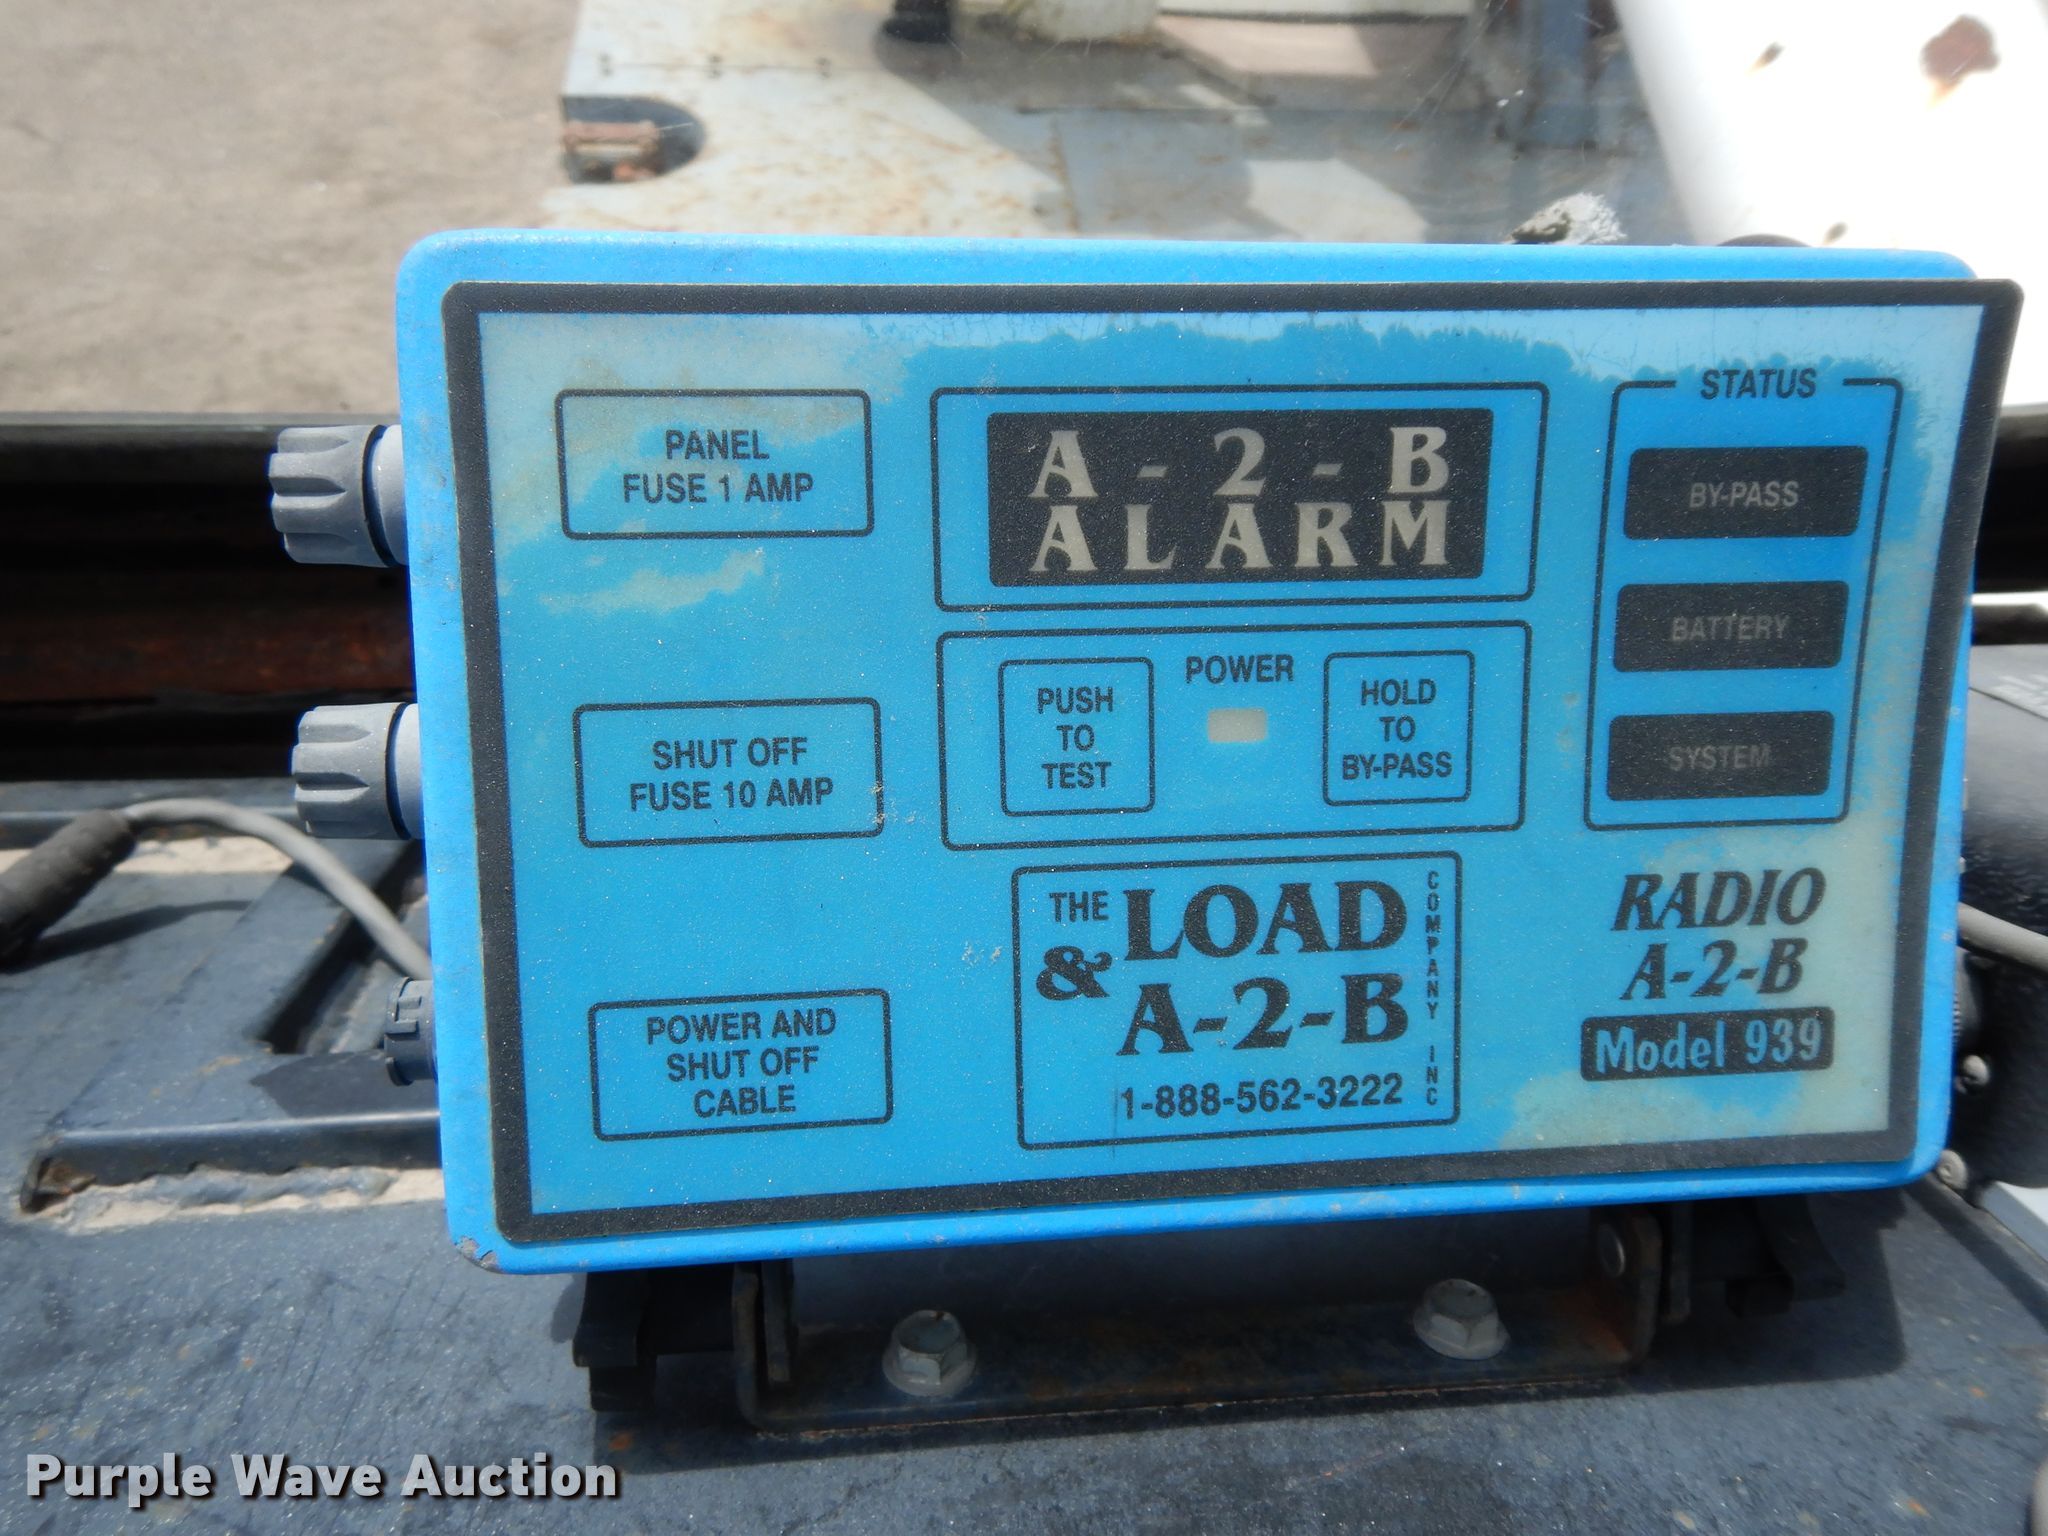 PANEL
FUSE 1 AMP
A-2-B
ALARM
STATUS
BY-PASS
BATTERY
SYSTEM
SHUT OFF
FUSE 10 AMP
PUSH
TO
TEST
POWER
HOLD
TO
BY-PASS
POWER AND
SHUT OFF
CABLE
THE LOAD
& A-2-B
COMPANY INC
1-888-562-3222
RADIO
A-2-B
Model 939
Purple Wave Auction